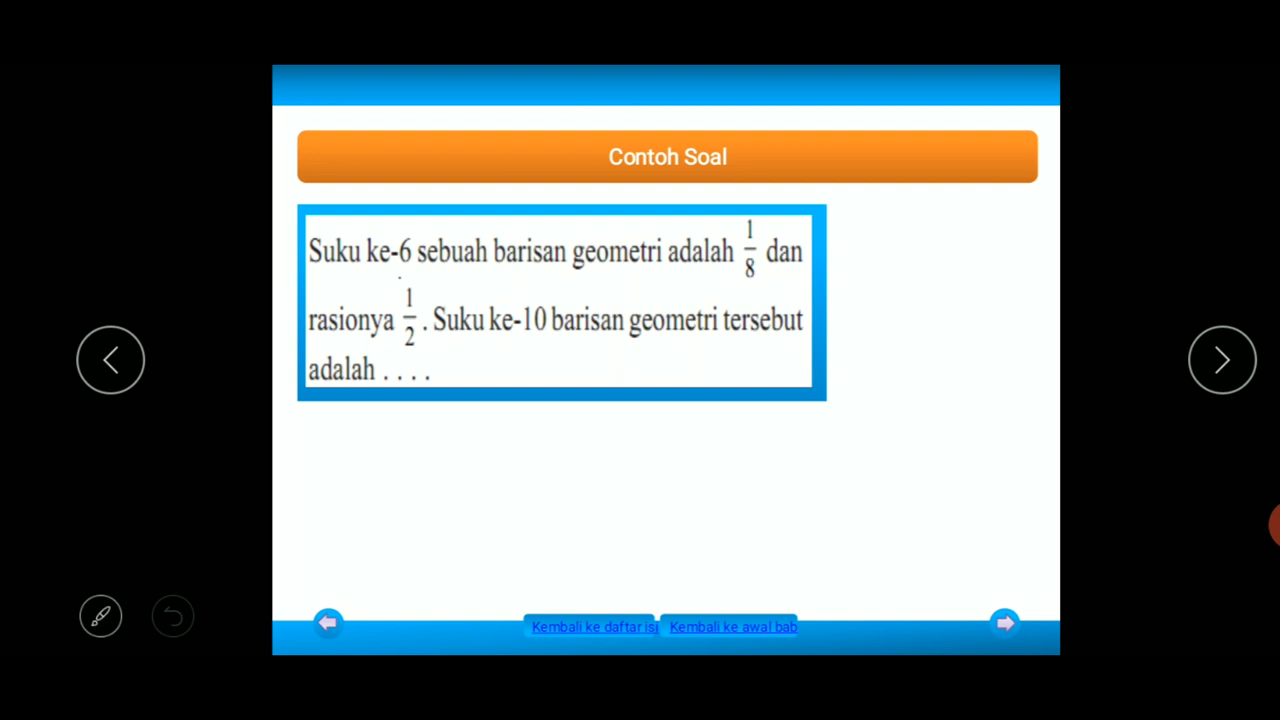 Contoh Soal
Suku ke-6 sebuah barisan geometri adalah 1/8 dan
rasionya 1/2 . Suku ke-10 barisan geometri tersebut
adalah . . . .
Kembali ke daftar isi Kembali ke awal bab